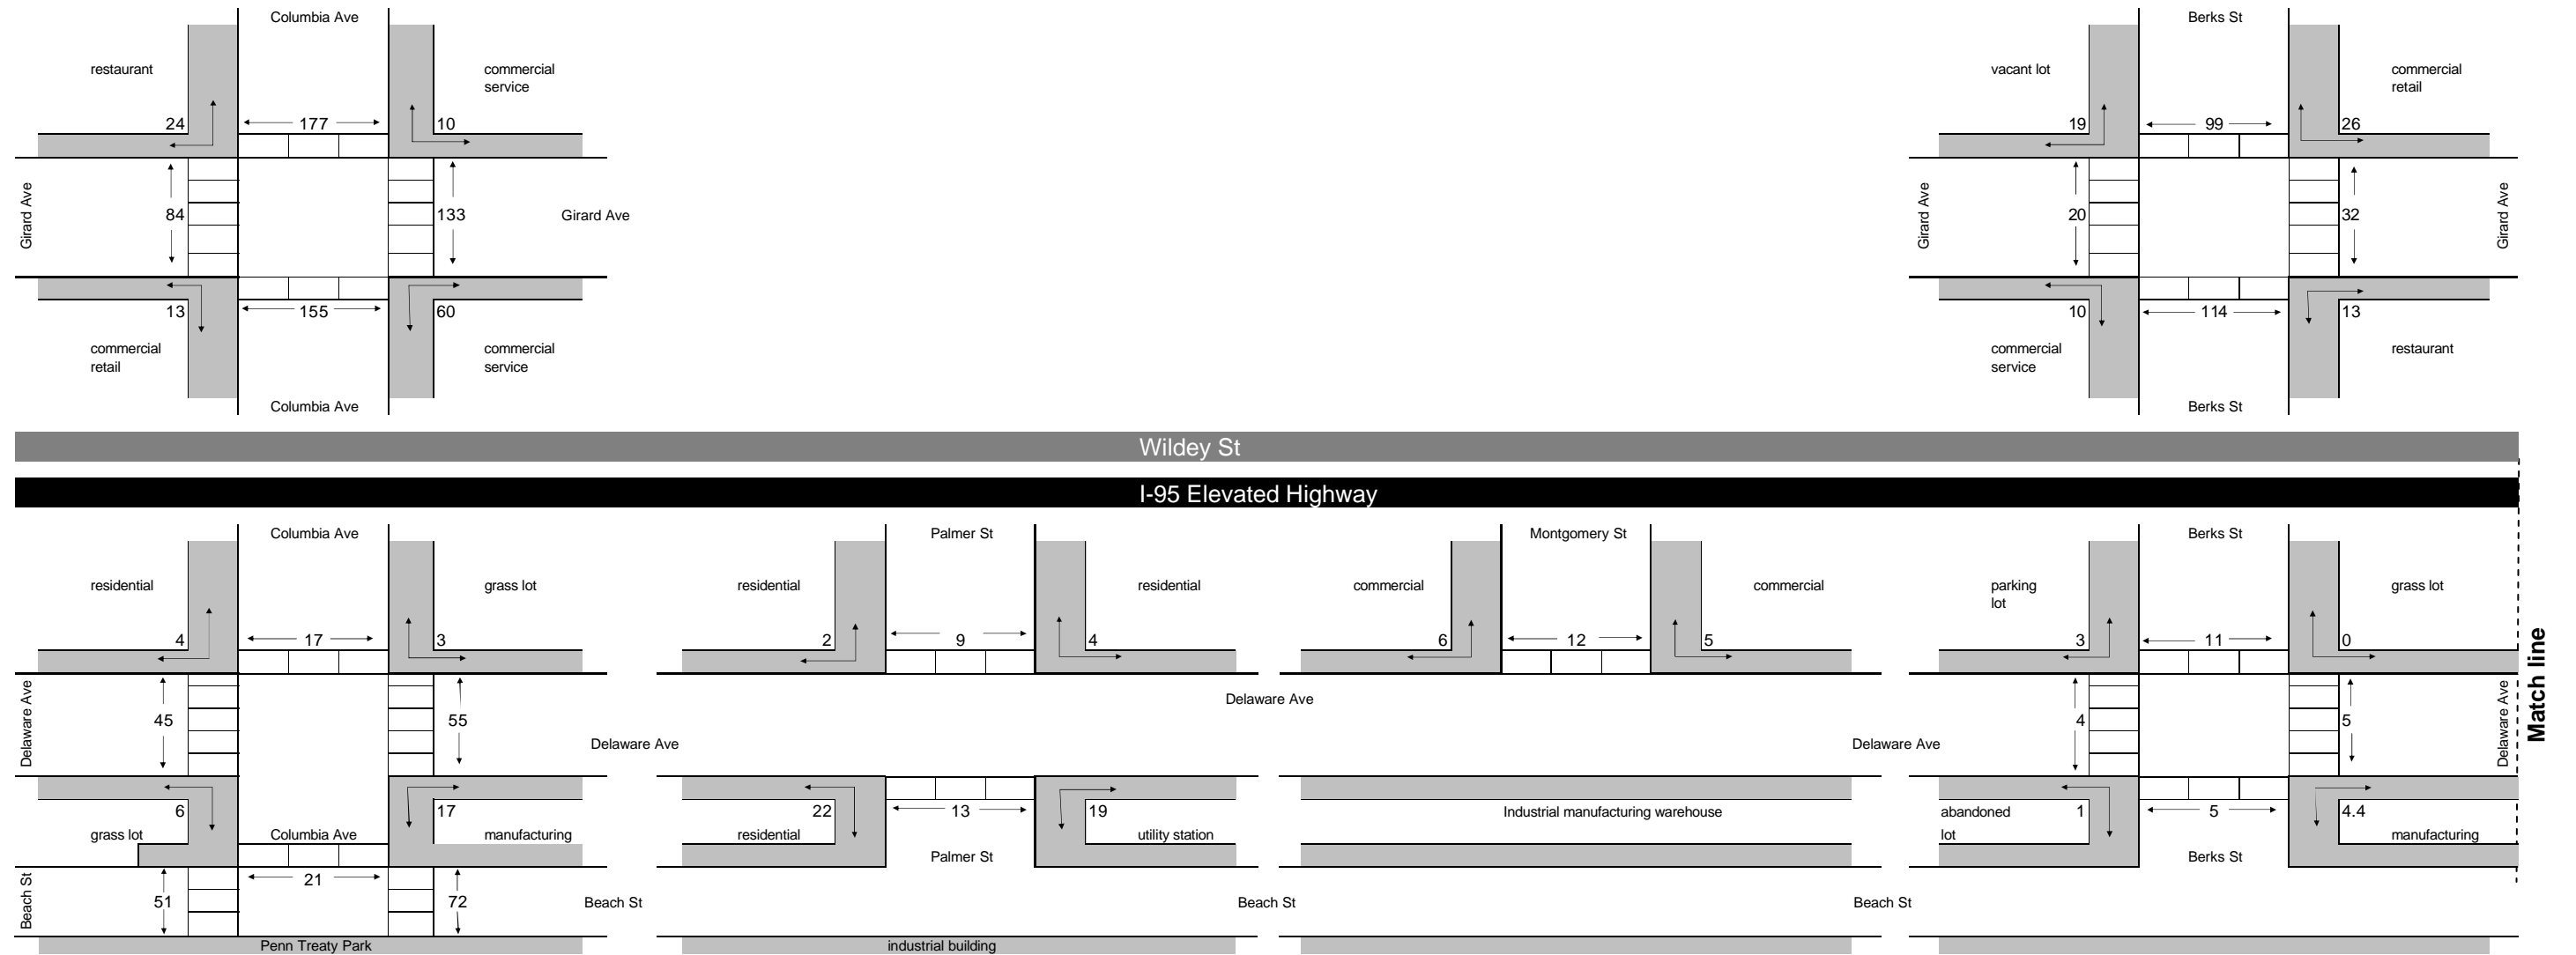 Columbia Ave
Berks St
restaurant
commercial
service
vacant lot
commercial
retail
24
177
10
19
99
26
Girard Ave
84
133
Girard Ave
Girard Ave
20
32
Girard Ave
13
155
60
10
114
13
commercial
retail
commercial
service
commercial
service
restaurant
Columbia Ave
Berks St
Wildey St
I-95 Elevated Highway
Columbia Ave
Palmer St
Montgomery St
Berks St
residential
grass lot
residential
residential
commercial
commercial
parking
lot
grass lot
4
17
3
2
9
4
6
12
5
3
11
0
Match line
Delaware Ave
45
55
Delaware Ave
Delaware Ave
Delaware Ave
4
5
Delaware Ave
6
17
22
13
19
Industrial manufacturing warehouse
abandoned
lot
1
5
4.4
grass lot
Columbia Ave
manufacturing
residential
utility station
manufacturing
Palmer St
Berks St
21
Beach St
51
72
Beach St
Beach St
Beach St
Penn Treaty Park
industrial building